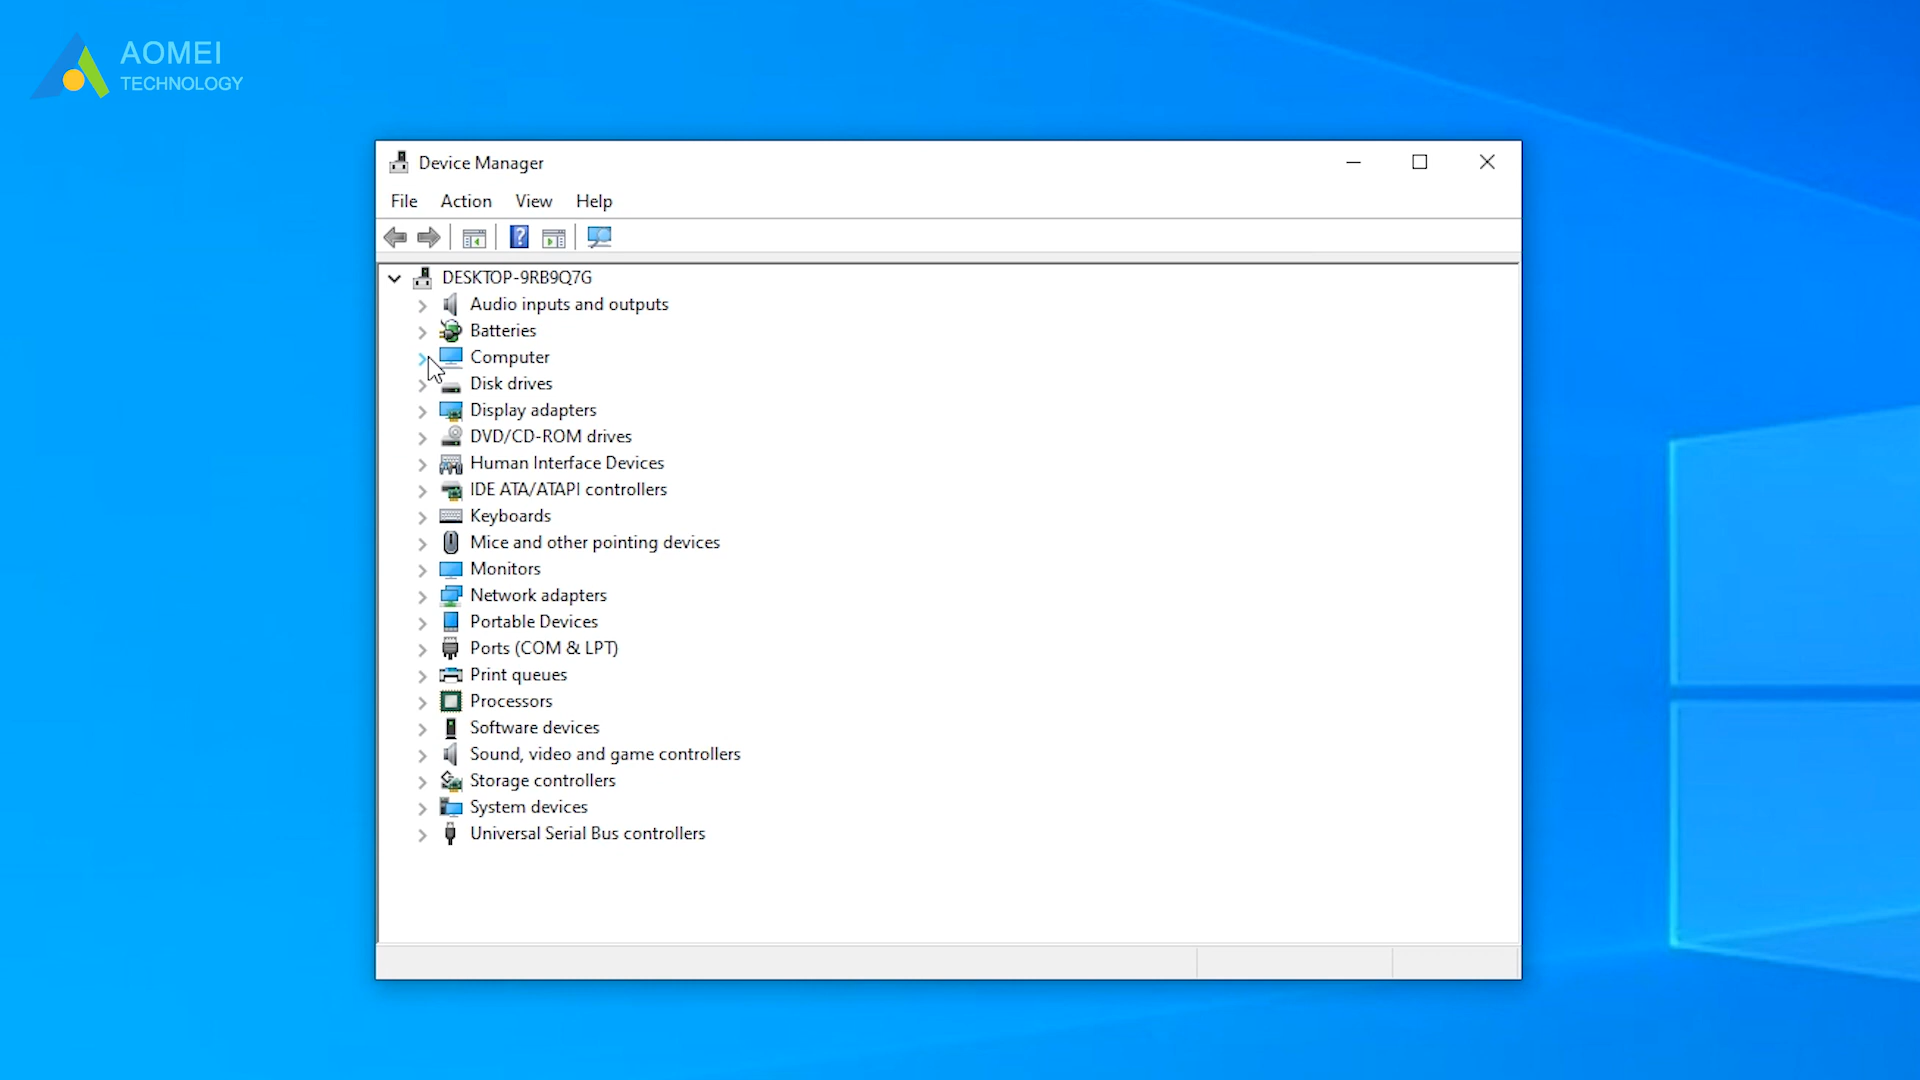 AOMEI
TECHNOLOGY
Device Manager
File Action View Help
DESKTOP-9RB9Q7G
Audio inputs and outputs
Batteries
Computer
Disk drives
Display adapters
DVD/CD-ROM drives
Human Interface Devices
IDE ATA/ATAPI controllers
Keyboards
Mice and other pointing devices
Monitors
Network adapters
Portable Devices
Ports (COM & LPT)
Print queues
Processors
Software devices
Sound, video and game controllers
Storage controllers
System devices
Universal Serial Bus controllers